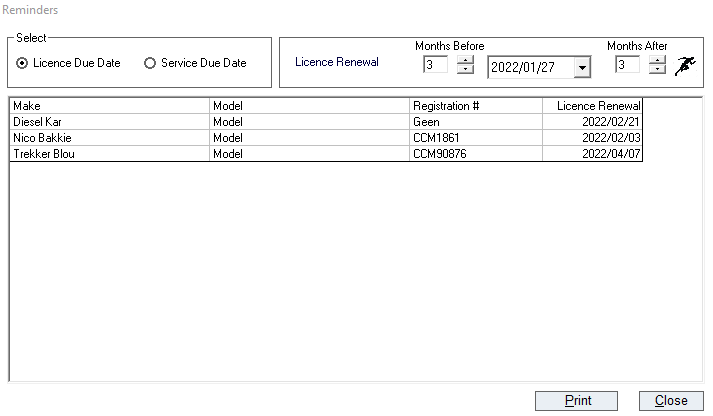 Reminders
Select
Licence Due Date Service Due Date
Licence Renewal
Months Before
3
2022/01/27
Months After
3
Make Model Registration # Licence Renewal
Diesel Kar Model Geen 2022/02/21
Nico Bakkie Model CCM1861 2022/02/03
Trekker Blou Model CCM90876 2022/04/07
Print Close